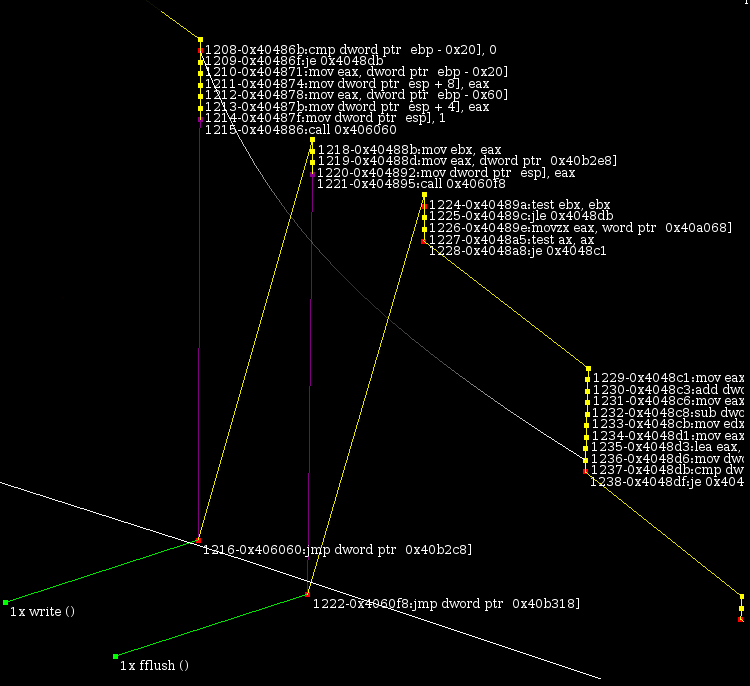 1208-0x40486b:cmp dword ptr  ebp - 0x20], 0
1209-0x40486f:je 0x4048db
1210-0x404871:mov eax, dword ptr  ebp - 0x20]
1211-0x404874:mov dword ptr  esp + 8], eax
1212-0x404878:mov eax, dword ptr  ebp - 0x60]
1213-0x40487b:mov dword ptr  esp + 4], eax
1214-0x40487f:mov dword ptr  esp], 1
1215-0x404886:call 0x406060
1218-0x40488b:mov ebx, eax
1219-0x40488d:mov eax, dword ptr  0x40b2e8]
1220-0x404892:mov dword ptr  esp], eax
1221-0x404895:call 0x4060f8
1224-0x40489a:test ebx, ebx
1225-0x40489c:jle 0x4048db
1226-0x40489e:movzx eax, word ptr  0x40a068]
1227-0x4048a5:test ax, ax
1228-0x4048a8:je 0x4048c1
1229-0x4048c1:mov eax
1230-0x4048c3:add dwo
1231-0x4048c6:mov eax
1232-0x4048c8:sub dwo
1233-0x4048cb:mov edx
1234-0x4048d1:mov eax
1235-0x4048d3:lea eax,
1236-0x4048d6:mov dwo
1237-0x4048db:cmp dw
1238-0x4048df:je 0x404
1216-0x406060:jmp dword ptr  0x40b2c8]
1222-0x4060f8:jmp dword ptr  0x40b318]
1x write ()
1x fflush ()